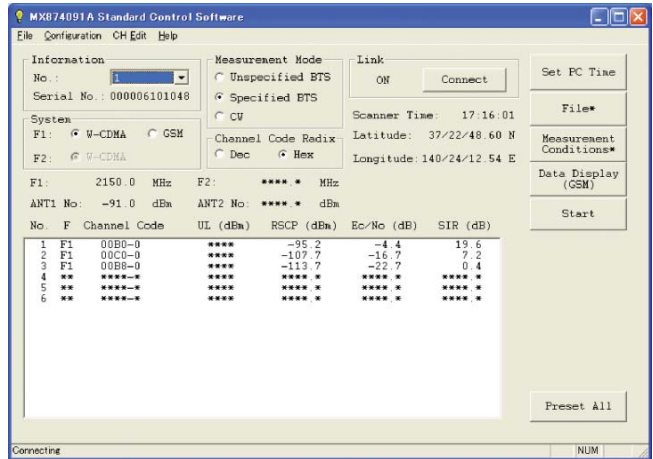 MX874091A Standard Control Software
File Configuration CH Edit Help
Information
No.: 1
Serial No.: 000006101048
System
F1: W-CDMA GSM
F2: W-CDMA
Measurement Mode
Unspecified BTS
Specified BTS
CW
Channel Code Radix
Dec Hex
Link
ON Connect
Scanner Time: 17:16:01
Latitude: 37/22/48.60 N
Longitude: 140/24/12.54 E
Set PC Time
File*
Measurement
Conditions*
Data Display
(GSM)
Start
F1: 2150.0 MHz F2: ****.* MHz
ANT1 No: -91.0 dBm ANT2 No: ****.* dBm
No. F Channel Code UL (dBm) RSCP (dBm) Ec/No (dB) SIR (dB)
1 F1 00B0-0 **** -95.2 -4.4 19.6
2 F1 00C0-0 **** -107.7 -16.7 7.2
3 F1 00B8-0 **** -113.7 -22.7 0.4
4 ** ****-* **** ****.* ****.* ****.*
5 ** ****-* **** ****.* ****.* ****.*
6 ** ****-* **** ****.* ****.* ****.*
Preset All
Connecting NUM